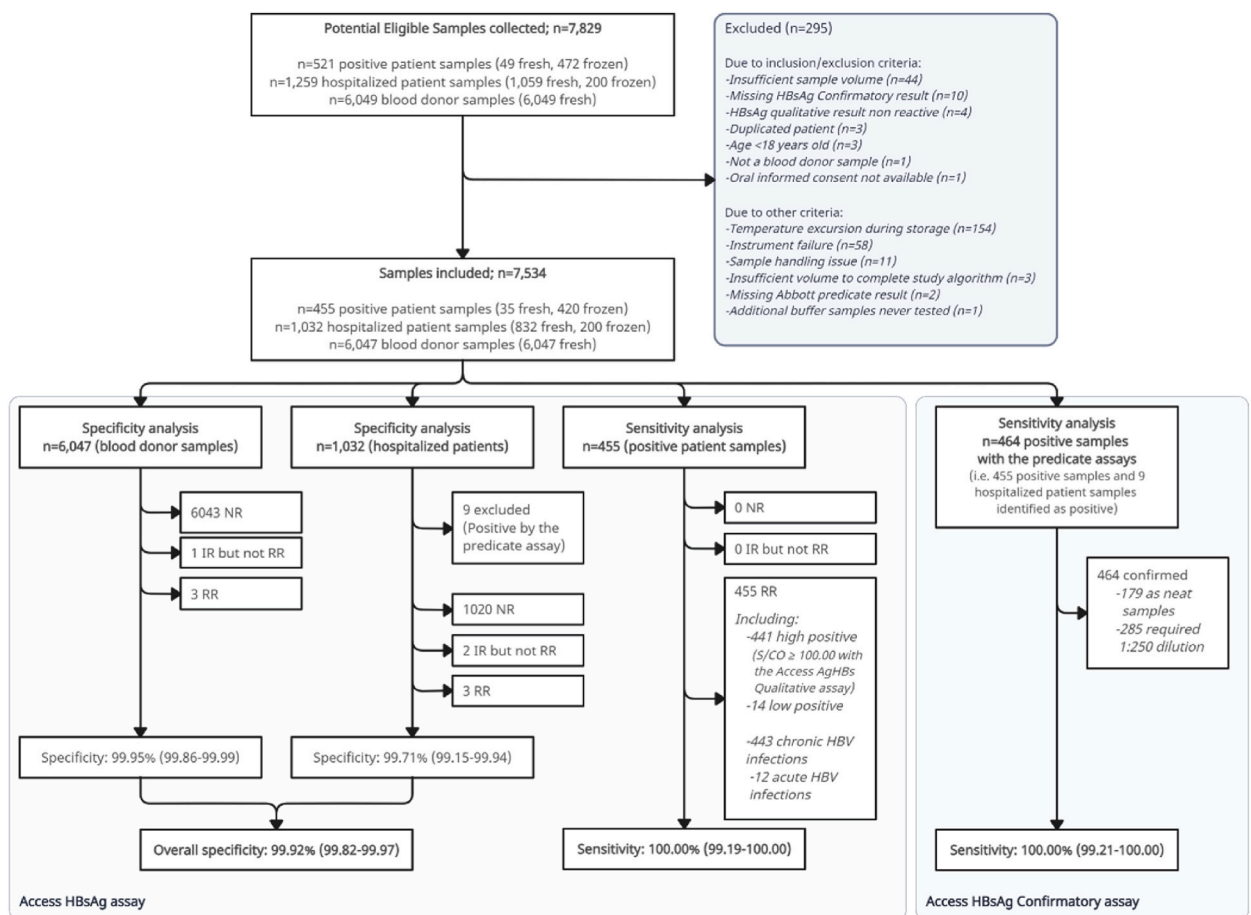 Potential Eligible Samples collected; n=7,829
n=521 positive patient samples (49 fresh, 472 frozen)
n=1,259 hospitalized patient samples (1,059 fresh, 200 frozen)
n=6,049 blood donor samples (6,049 fresh)
Excluded (n=295)
Due to inclusion/exclusion criteria:
-Insufficient sample volume (n=44)
-Missing HBsAg Confirmatory result (n=10)
-HBsAg qualitative result non reactive (n=4)
-Duplicated patient (n=3)
-Age <18 years old (n=3)
-Not a blood donor sample (n=1)
-Oral informed consent not available (n=1)
Due to other criteria:
-Temperature excursion during storage (n=154)
-Instrument failure (n=58)
-Sample handling issue (n=11)
-Insufficient volume to complete study algorithm (n=3)
-Missing Abbott predicate result (n=2)
-Additional buffer samples never tested (n=1)
Samples included; n=7,534
n=455 positive patient samples (35 fresh, 420 frozen)
n=1,032 hospitalized patient samples (832 fresh, 200 frozen)
n=6,047 blood donor samples (6,047 fresh)
Specificity analysis
n=6,047 (blood donor samples)
6043 NR
1 IR but not RR
3 RR
Specificity: 99.95% (99.86-99.99)
Specificity analysis
n=1,032 (hospitalized patients)
9 excluded
(Positive by the
predicate assay)
1020 NR
2 IR but not RR
3 RR
Specificity: 99.71% (99.15-99.94)
Overall specificity: 99.92% (99.82-99.97)
Sensitivity analysis
n=455 (positive patient samples)
0 NR
0 IR but not RR
455 RR
Including:
-441 high positive
(S/CO ≥ 100.00 with
the Access AgHBs
Qualitative assay)
-14 low positive
-443 chronic HBV
infections
-12 acute HBV
infections
Sensitivity: 100.00% (99.19-100.00)
Access HBsAg assay
Sensitivity analysis
n=464 positive samples
with the predicate assays
(i.e. 455 positive samples and 9
hospitalized patient samples
identified as positive)
464 confirmed
-179 as neat
samples
-285 required
1:250 dilution
Sensitivity: 100.00% (99.21-100.00)
Access HBsAg Confirmatory assay